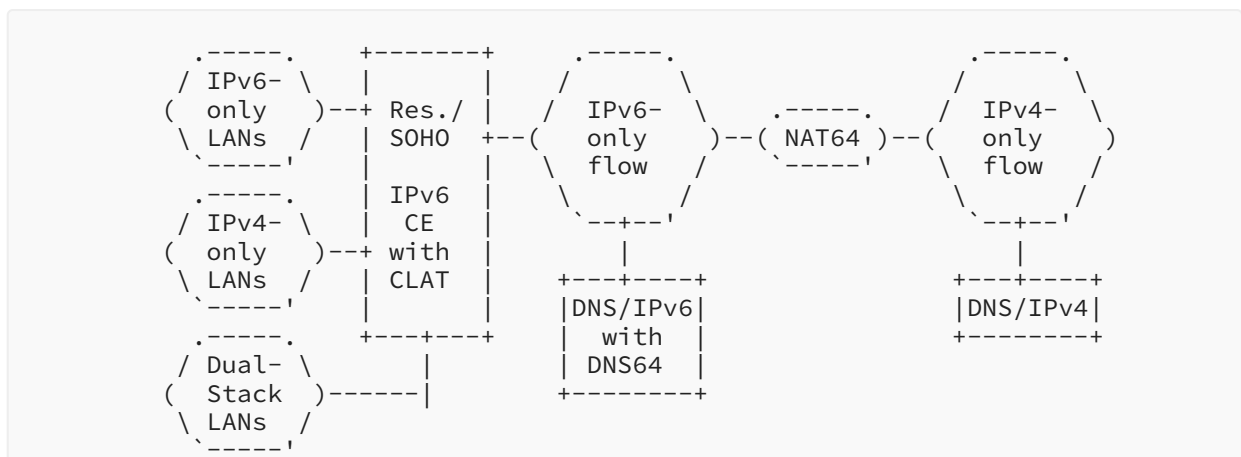 IPv6-
only
LANs
Res./
SOHO
IPv6
CE
with
CLAT
IPv6-
only
flow
NAT64
IPv4-
only
flow
IPv4-
only
LANs
DNS/IPv6
with
DNS64
DNS/IPv4
Dual-
Stack
LANs